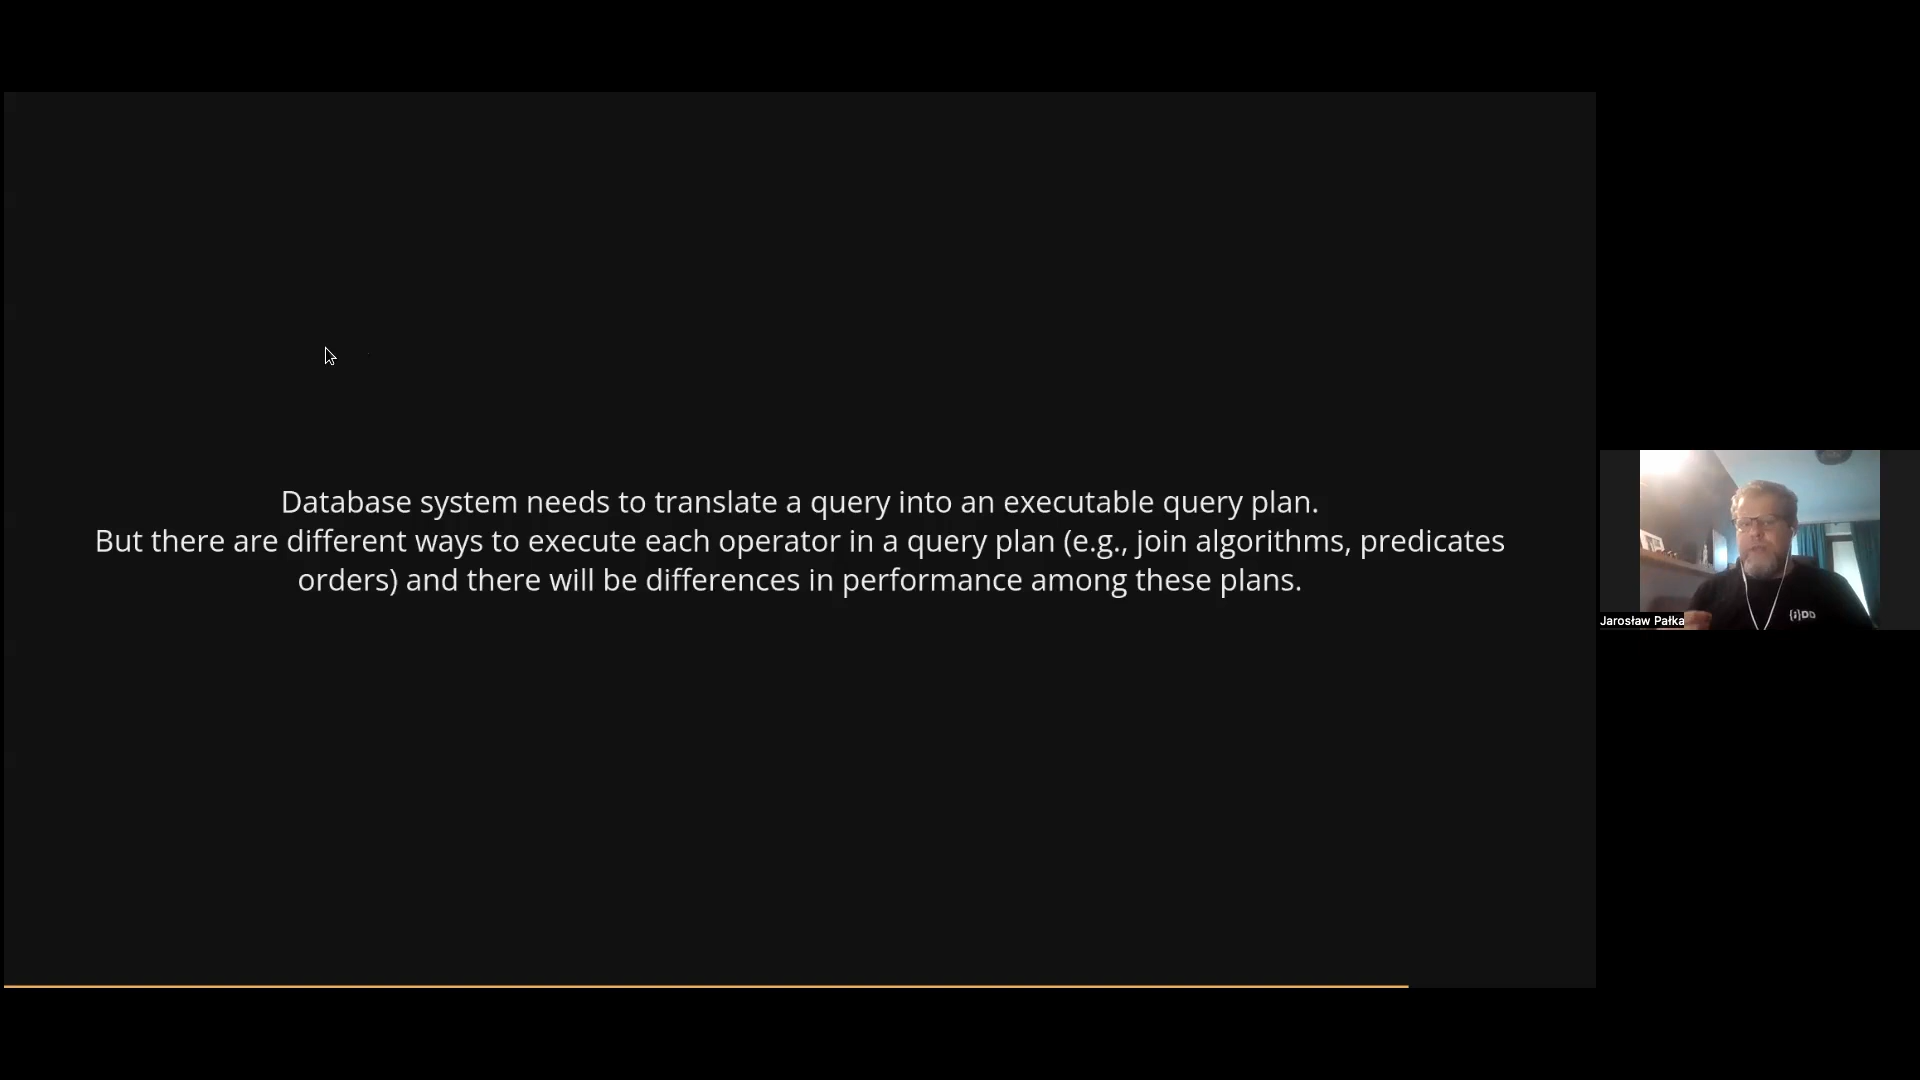 Database system needs to translate a query into an executable query plan.
But there are different ways to execute each operator in a query plan (e.g., join algorithms, predicates
orders) and there will be differences in performance among these plans.
Jarosław Pałka
{i}DD